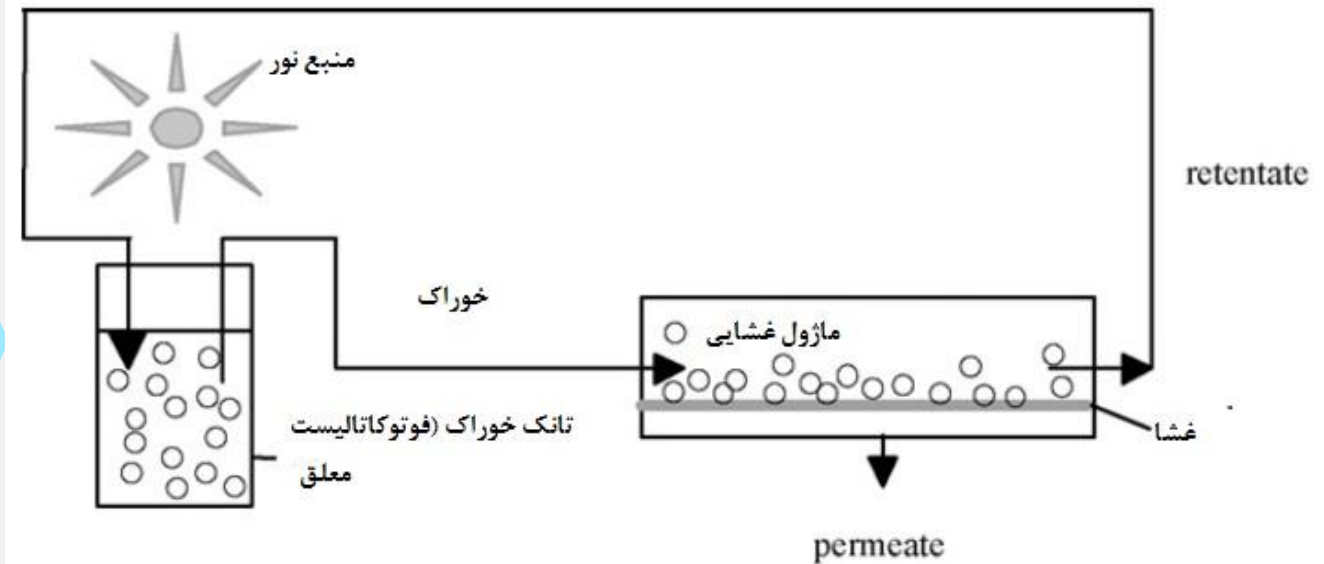 منبع نور
retentate
خوراک
ماژول غشایی
تانک خوراک (فوتوکاتالیست
معلق
غشا
permeate